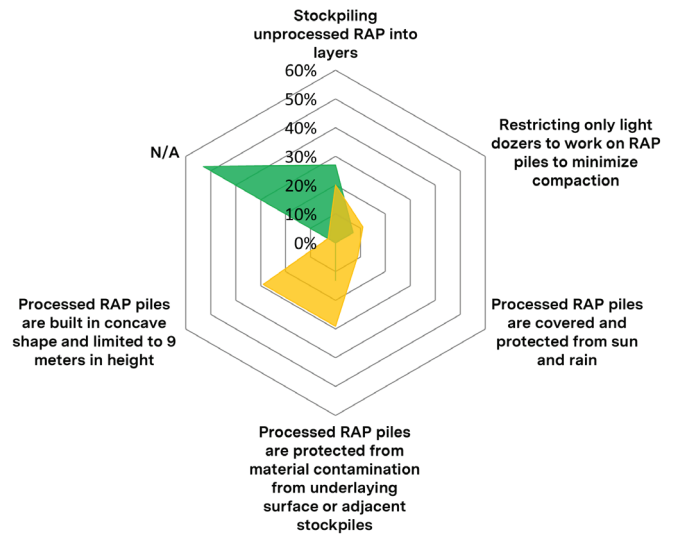 Stockpiling
unprocessed RAP into
layers
60%
50%
40%
30%
20%
10%
0%
Restricting only light
dozers to work on RAP
piles to minimize
compaction
Processed RAP piles
are covered and
protected from sun
and rain
Processed RAP piles
are protected from
material contamination
from underlaying
surface or adjacent
stockpiles
Processed RAP piles
are built in concave
shape and limited to 9
meters in height
N/A